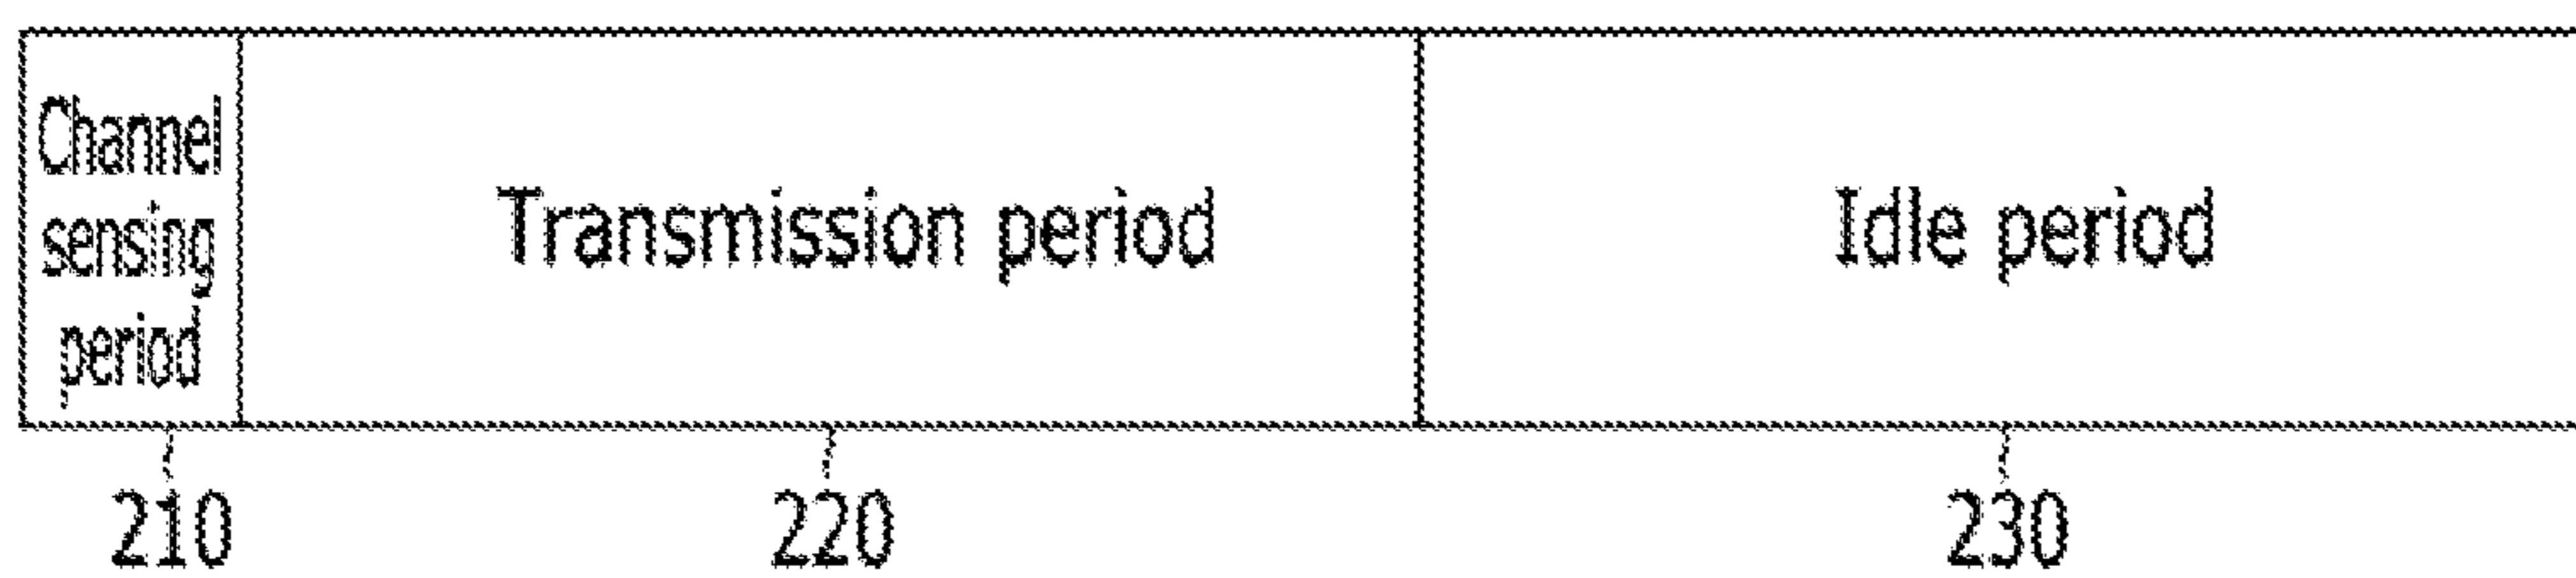 Channel
sensing
period
Transmission period
Idle period
210
220
230